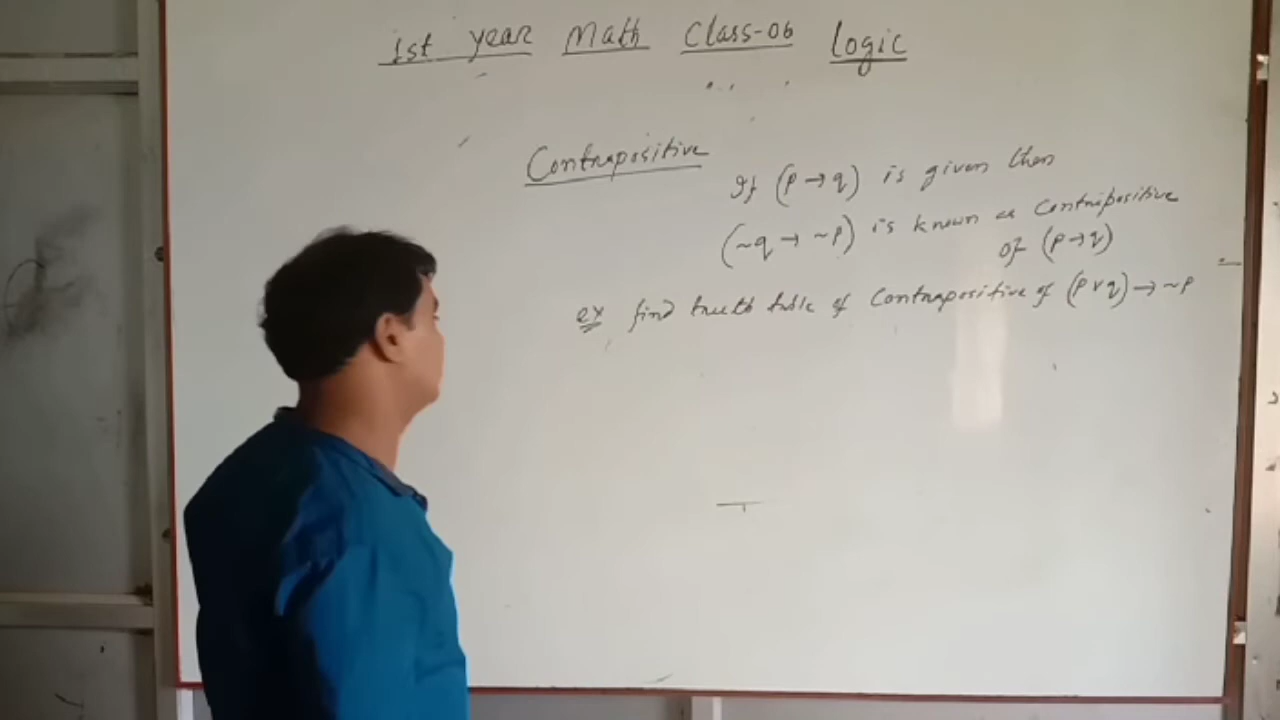 1st year Math Class-06 Logic
Contrapositive
If (p → q) is given then
(~q → ~p) is known as Contrapositive
of (p → q)
ex find truth table of Contrapositive of (p v q) → ~p